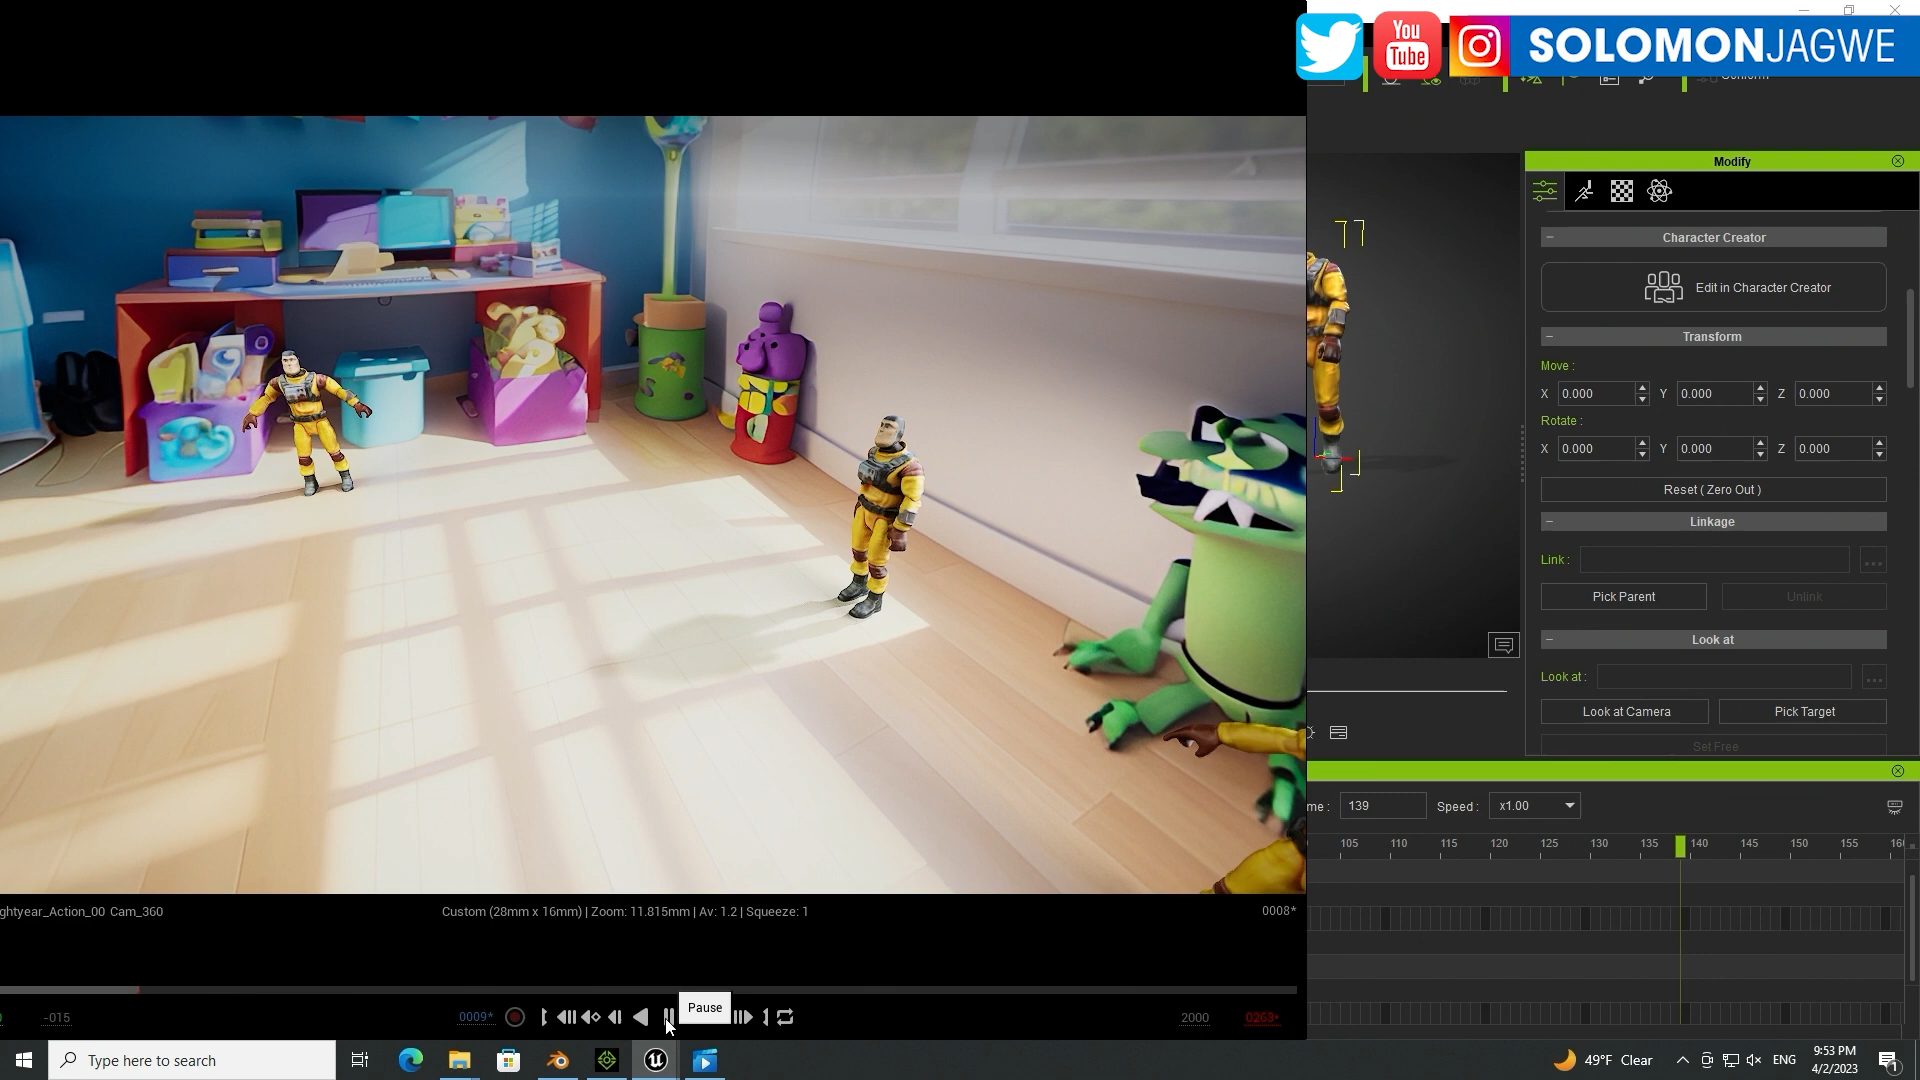 You
Tube
SOLOMONJAGWE
Conform
Modify
Character Creator
Edit in Character Creator
Transform
Move :
X 0.000 Y 0.000 Z 0.000
Rotate :
X 0.000 Y 0.000 Z 0.000
Reset ( Zero Out )
Linkage
Link :
Pick Parent Unlink
Look at
Look at :
Look at Camera Pick Target
Set Free
me : 139 Speed : x1.00
105 110 115 120 125 130 135 140 145 150 155 160
ghtyear_Action_00 Cam_360 Custom (28mm x 16mm) | Zoom: 11.815mm | Av: 1.2 | Squeeze: 1 0008*
Pause
-015 0009* 2000 0263*
Type here to search
49°F Clear ENG
9:53 PM
4/2/2023
1